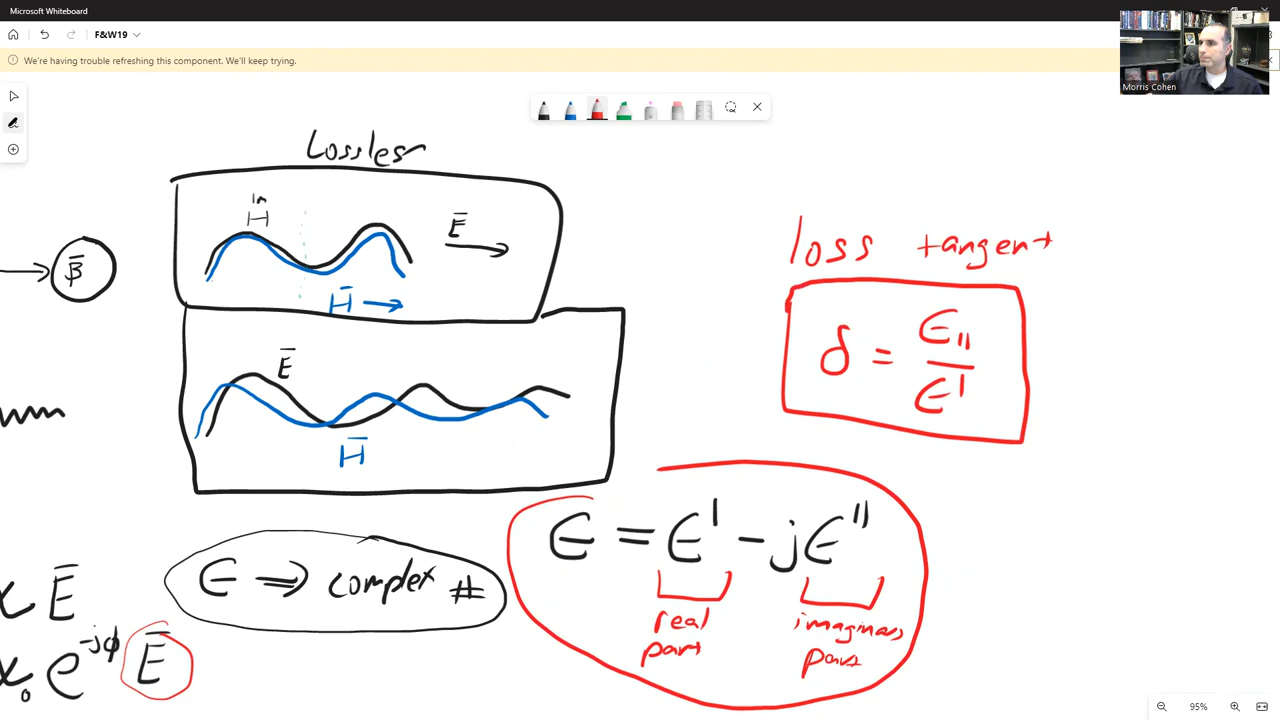 Microsoft Whiteboard
F&W19
We're having trouble refreshing this component. We'll keep trying.
Morris Cohen
Lossless
H
E
H
B
loss tangent
δ = ϵ'' / ϵ'
E
H
ϵ = ϵ' - jϵ''
real
part
imaginary
part
ϵ ⇒ complex #
E
e^-jϕ E
95%